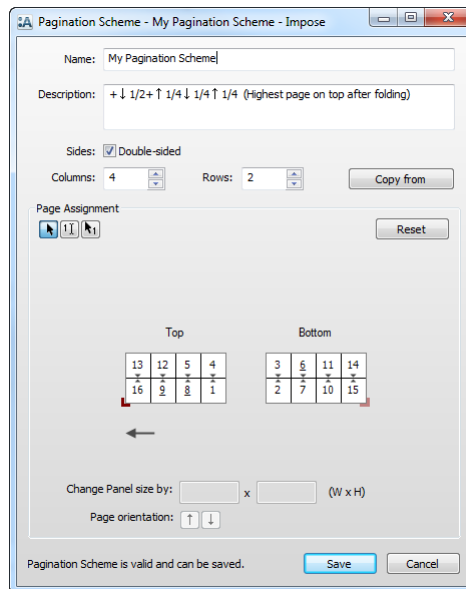 :A Pagination Scheme - My Pagination Scheme - Impose
Name: My Pagination Scheme
Description: +↓ 1/2+↑ 1/4↓ 1/4↑ 1/4 (Highest page on top after folding)
Sides: Double-sided
Columns: 4 Rows: 2 Copy from
Page Assignment
1 1 Reset
Top Bottom
13 12 5 4 3 6 11 14
16 9 8 1 2 7 10 15
Change Panel size by: x (W x H)
Page orientation: ↑ ↓
Pagination Scheme is valid and can be saved. Save Cancel